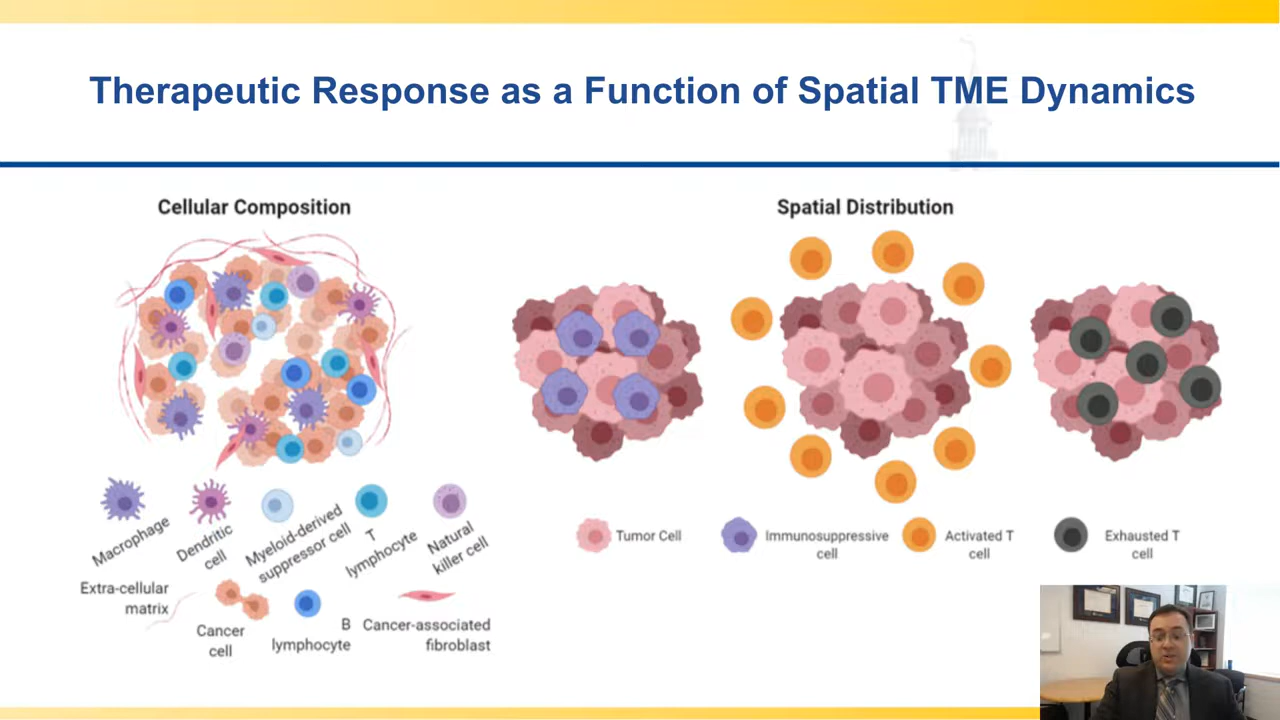 Therapeutic Response as a Function of Spatial TME Dynamics
Cellular Composition
Spatial Distribution
Macrophage
Dendritic
cell
Myeloid-derived
suppressor cell
T
lymphocyte
Natural
killer cell
Extra-cellular
matrix
Cancer
cell
B
lymphocyte
Cancer-associated
fibroblast
Tumor Cell
Immunosuppressive
cell
Activated T
cell
Exhausted T
cell